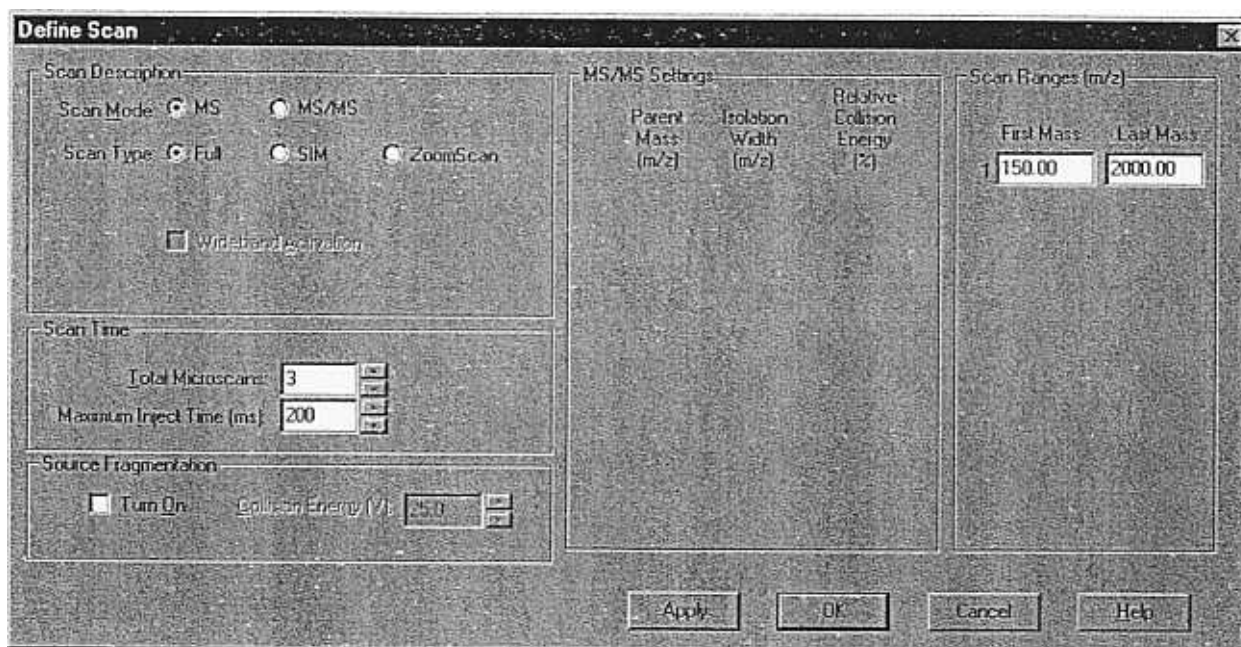 Define Scan
Scan Description
Scan Mode MS MS/MS
Scan Type Full SIM ZoomScan
Wideband Activation
Scan Time
Total Microscans: 3
Maximum Inject Time (ms): 200
Source Fragmentation
Turn On Collision Energy (V): 25.0
MS/MS Settings
Parent Mass (m/z)
Isolation Width (m/z)
Relative Collision Energy (%)
Scan Ranges (m/z)
First Mass Last Mass
1 150.00 2000.00
Apply OK Cancel Help